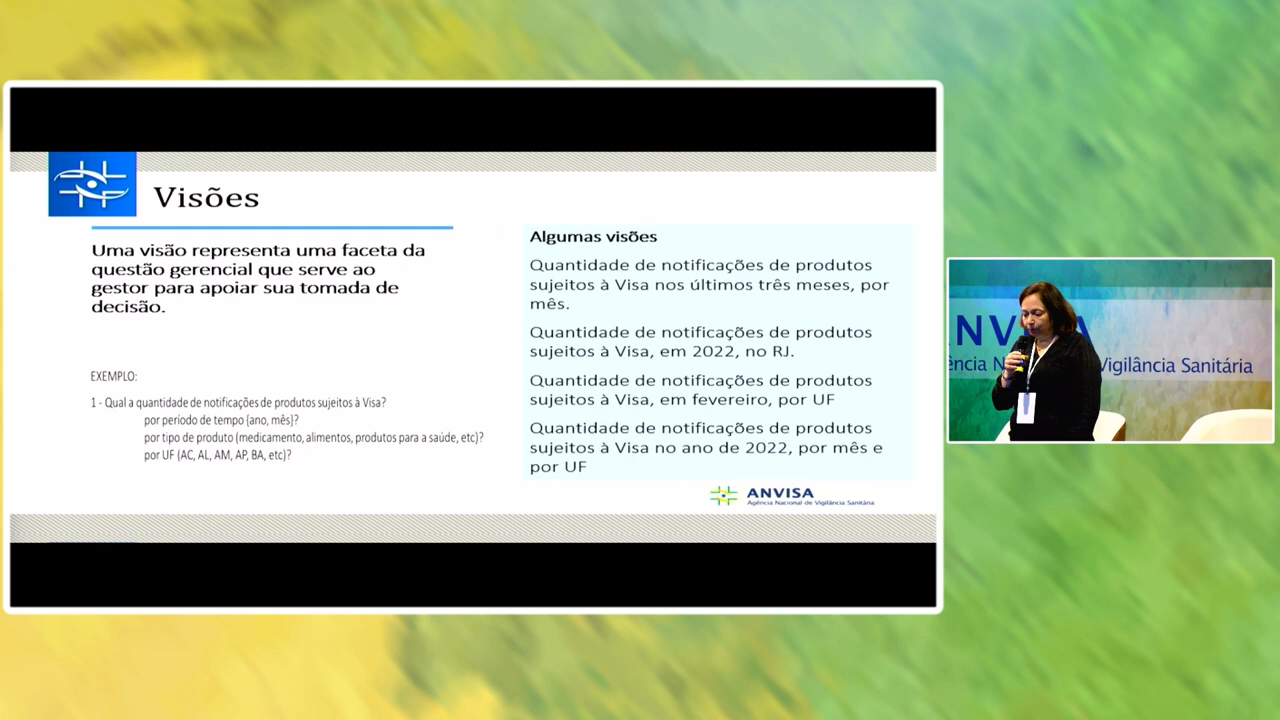 Visões
Uma visão representa uma faceta da
questão gerencial que serve ao
gestor para apoiar sua tomada de
decisão.
EXEMPLO:
1 - Qual a quantidade de notificações de produtos sujeitos à Visa?
por período de tempo {ano, mês}?
por tipo de produto (medicamento, alimentos, produtos para a saúde, etc)?
por UF (AC, AL, AM, AP, BA, etc)?
Algumas visões
Quantidade de notificações de produtos
sujeitos à Visa nos últimos três meses, por
mês.
Quantidade de notificações de produtos
sujeitos à Visa, em 2022, no RJ.
Quantidade de notificações de produtos
sujeitos à Visa, em fevereiro, por UF
Quantidade de notificações de produtos
sujeitos à Visa no ano de 2022, por mês e
por UF
ANVISA
Agência Nacional de Vigilância Sanitária
NVI A
ência N Vigilância Sanitária